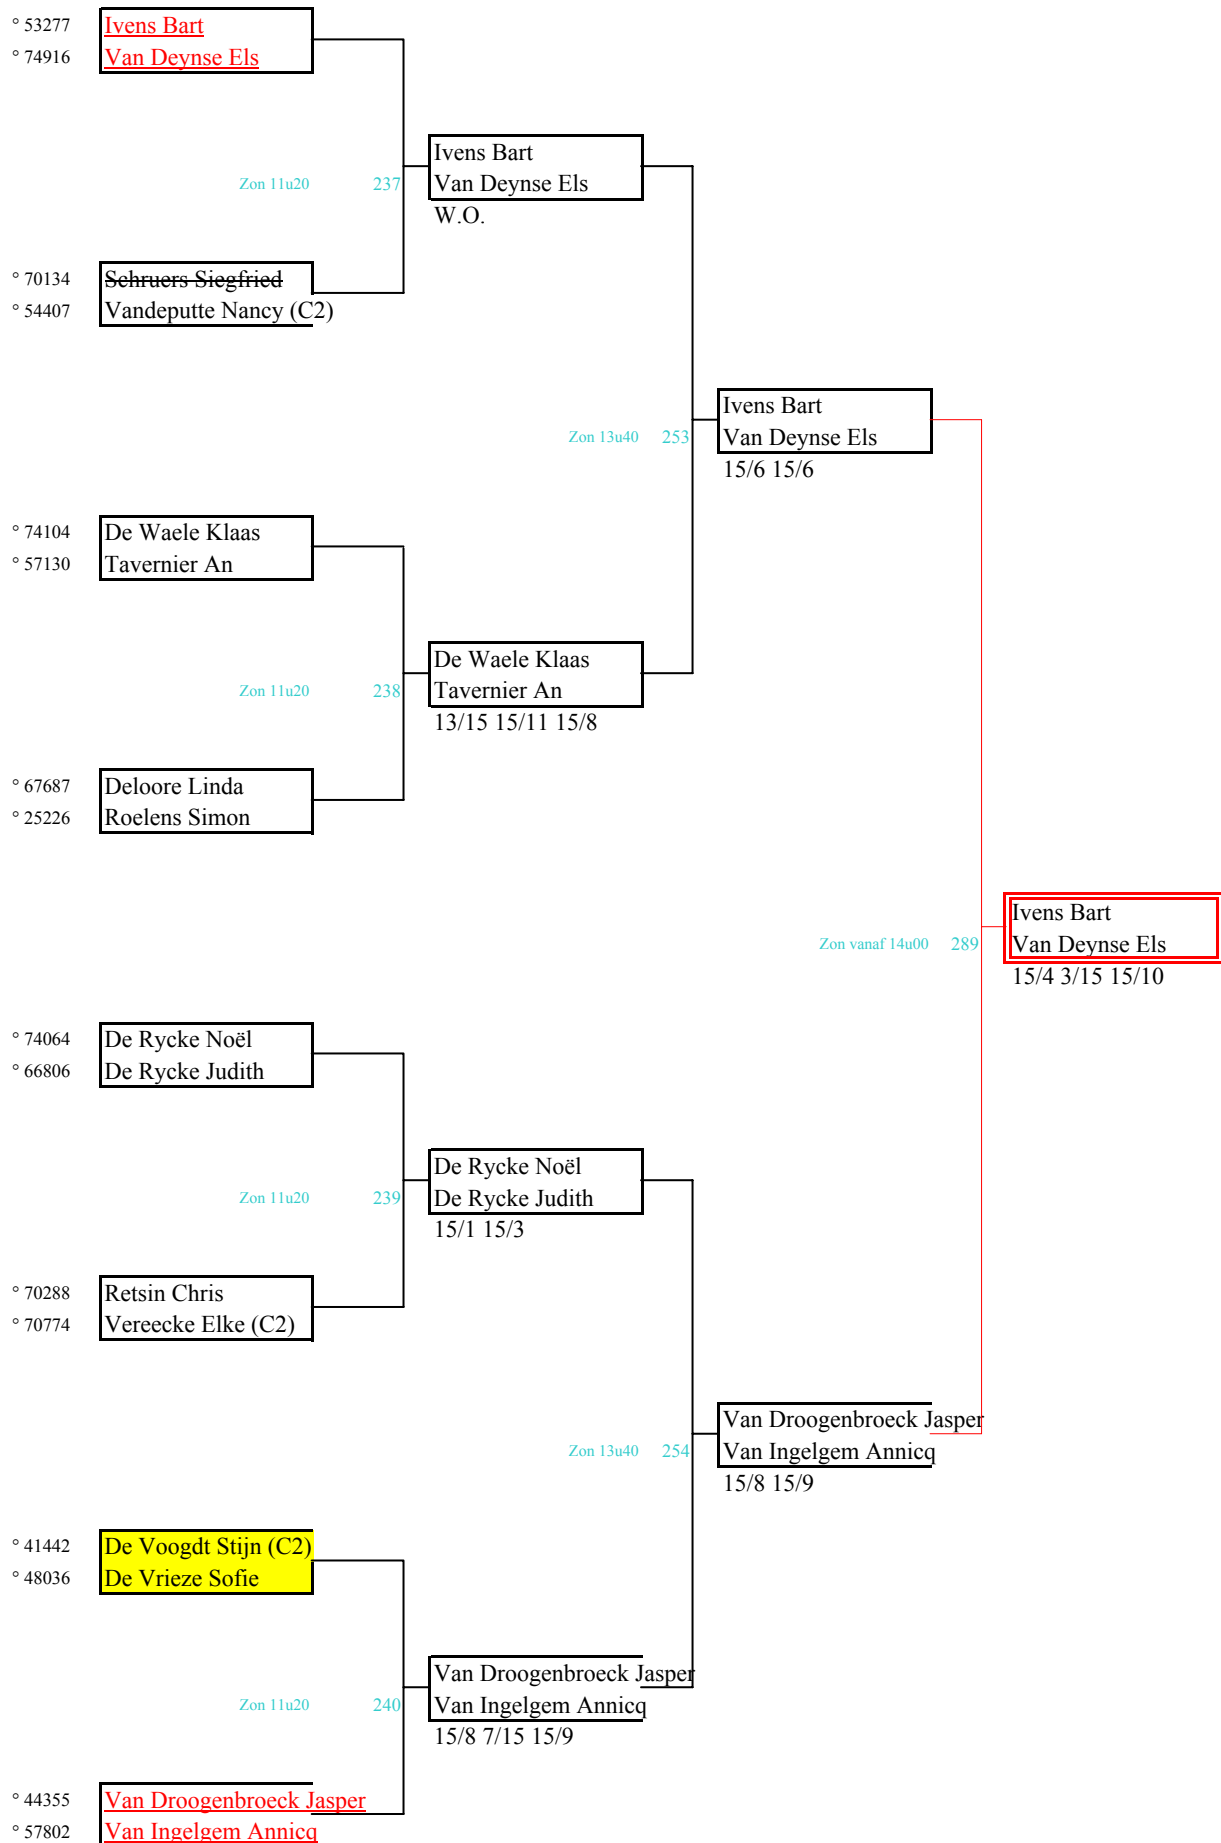 ° 53277 Ivens Bart
° 74916 Van Deynse Els
Ivens Bart
Zon 11u20 237 Van Deynse Els
W.O.
° 70134 Schruers Siegfried
° 54407 Vandeputte Nancy (C2)
Ivens Bart
Zon 13u40 253 Van Deynse Els
15/6 15/6
° 74104 De Waele Klaas
° 57130 Tavernier An
De Waele Klaas
Zon 11u20 238 Tavernier An
13/15 15/11 15/8
° 67687 Deloore Linda
° 25226 Roelens Simon
Ivens Bart
Zon vanaf 14u00 289 Van Deynse Els
15/4 3/15 15/10
° 74064 De Rycke Noël
° 66806 De Rycke Judith
De Rycke Noël
Zon 11u20 239 De Rycke Judith
15/1 15/3
° 70288 Retsin Chris
° 70774 Vereecke Elke (C2)
Van Droogenbroeck Jasper
Zon 13u40 254 Van Ingelgem Annicq
15/8 15/9
° 41442 De Voogdt Stijn (C2)
° 48036 De Vrieze Sofie
Van Droogenbroeck Jasper
Zon 11u20 240 Van Ingelgem Annicq
15/8 7/15 15/9
° 44355 Van Droogenbroeck Jasper
° 57802 Van Ingelgem Annicq